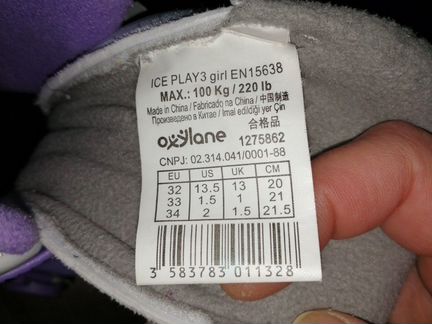 ICE PLAY3 girl EN15638
MAX.: 100 Kg / 220 lb
Made in China / Fabricado na China / 中国制造
Произведено в Китае / İmal edildiği yer Çin
合格品
oxylane 1275862
CNPJ: 02.314.041/0001-88
EU US UK CM
32 13.5 13 20
33 1.5 1 21
34 2 1.5 21.5
3 583783 011328